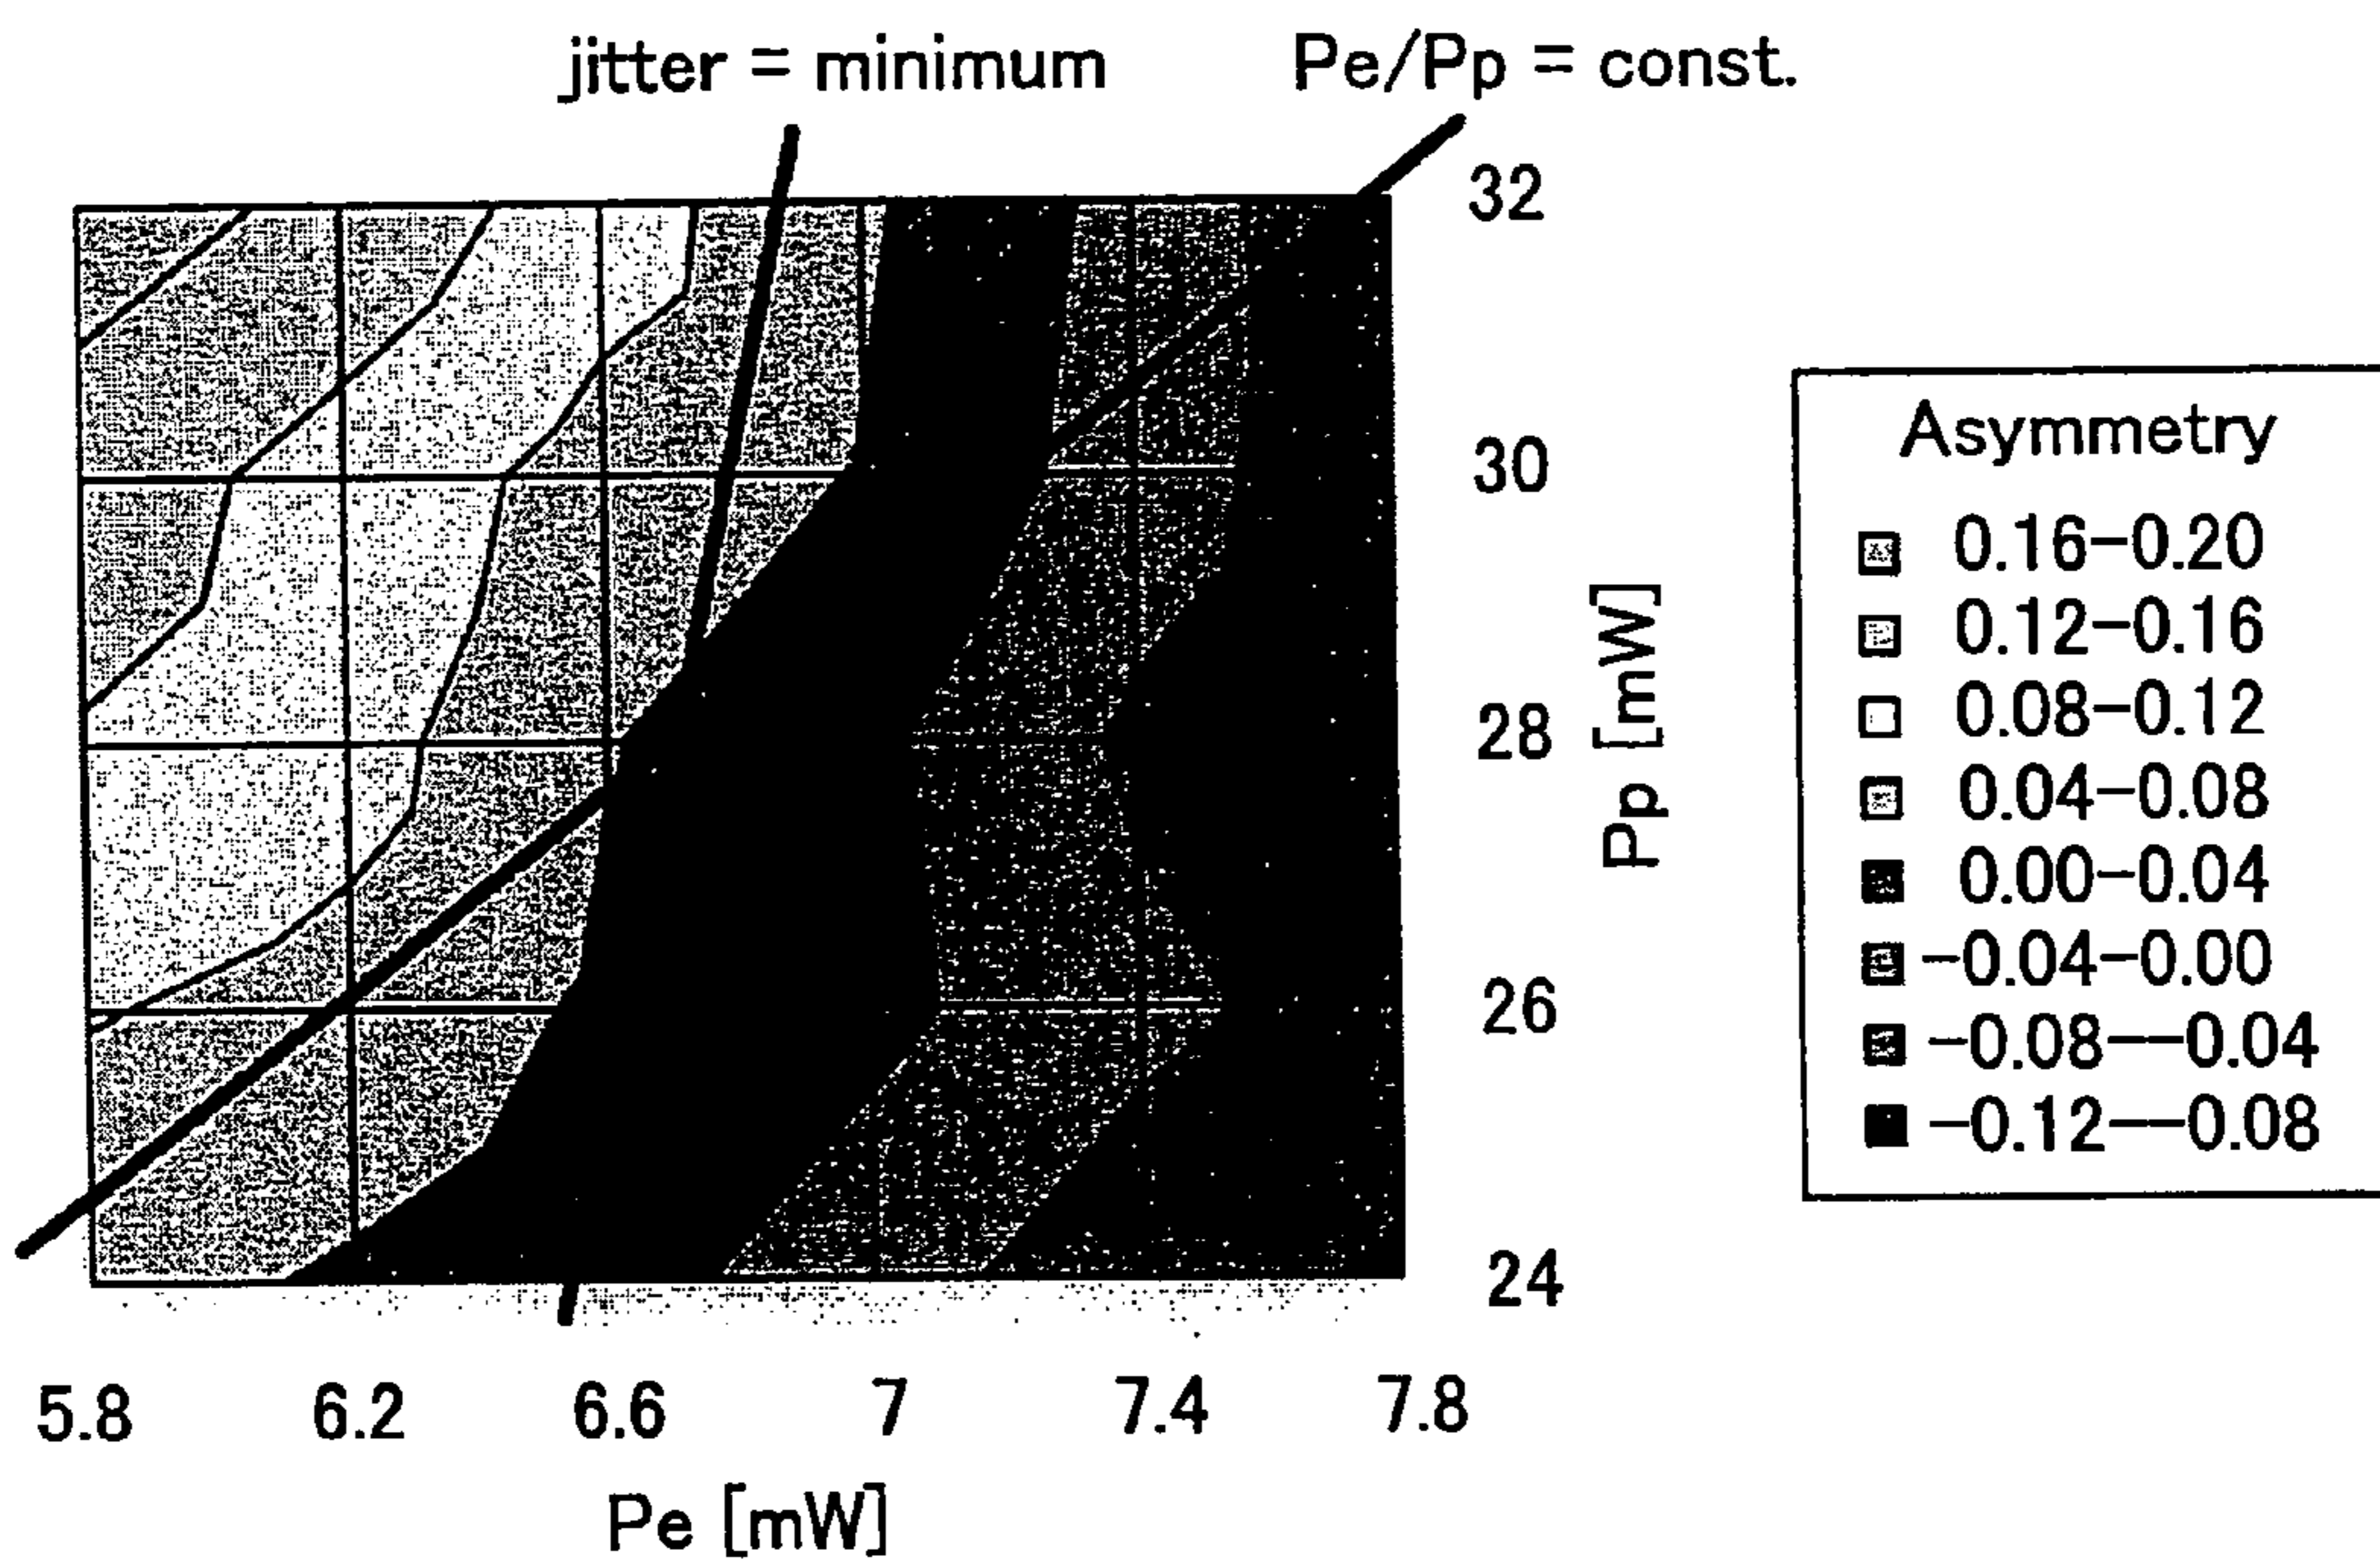 jitter = minimum
Pe/Pp = const.
32
30
28
26
24
Pp [mW]
5.8 6.2 6.6 7 7.4 7.8
Pe [mW]
Asymmetry
0.16-0.20
0.12-0.16
0.08-0.12
0.04-0.08
0.00-0.04
-0.04-0.00
-0.08--0.04
-0.12--0.08